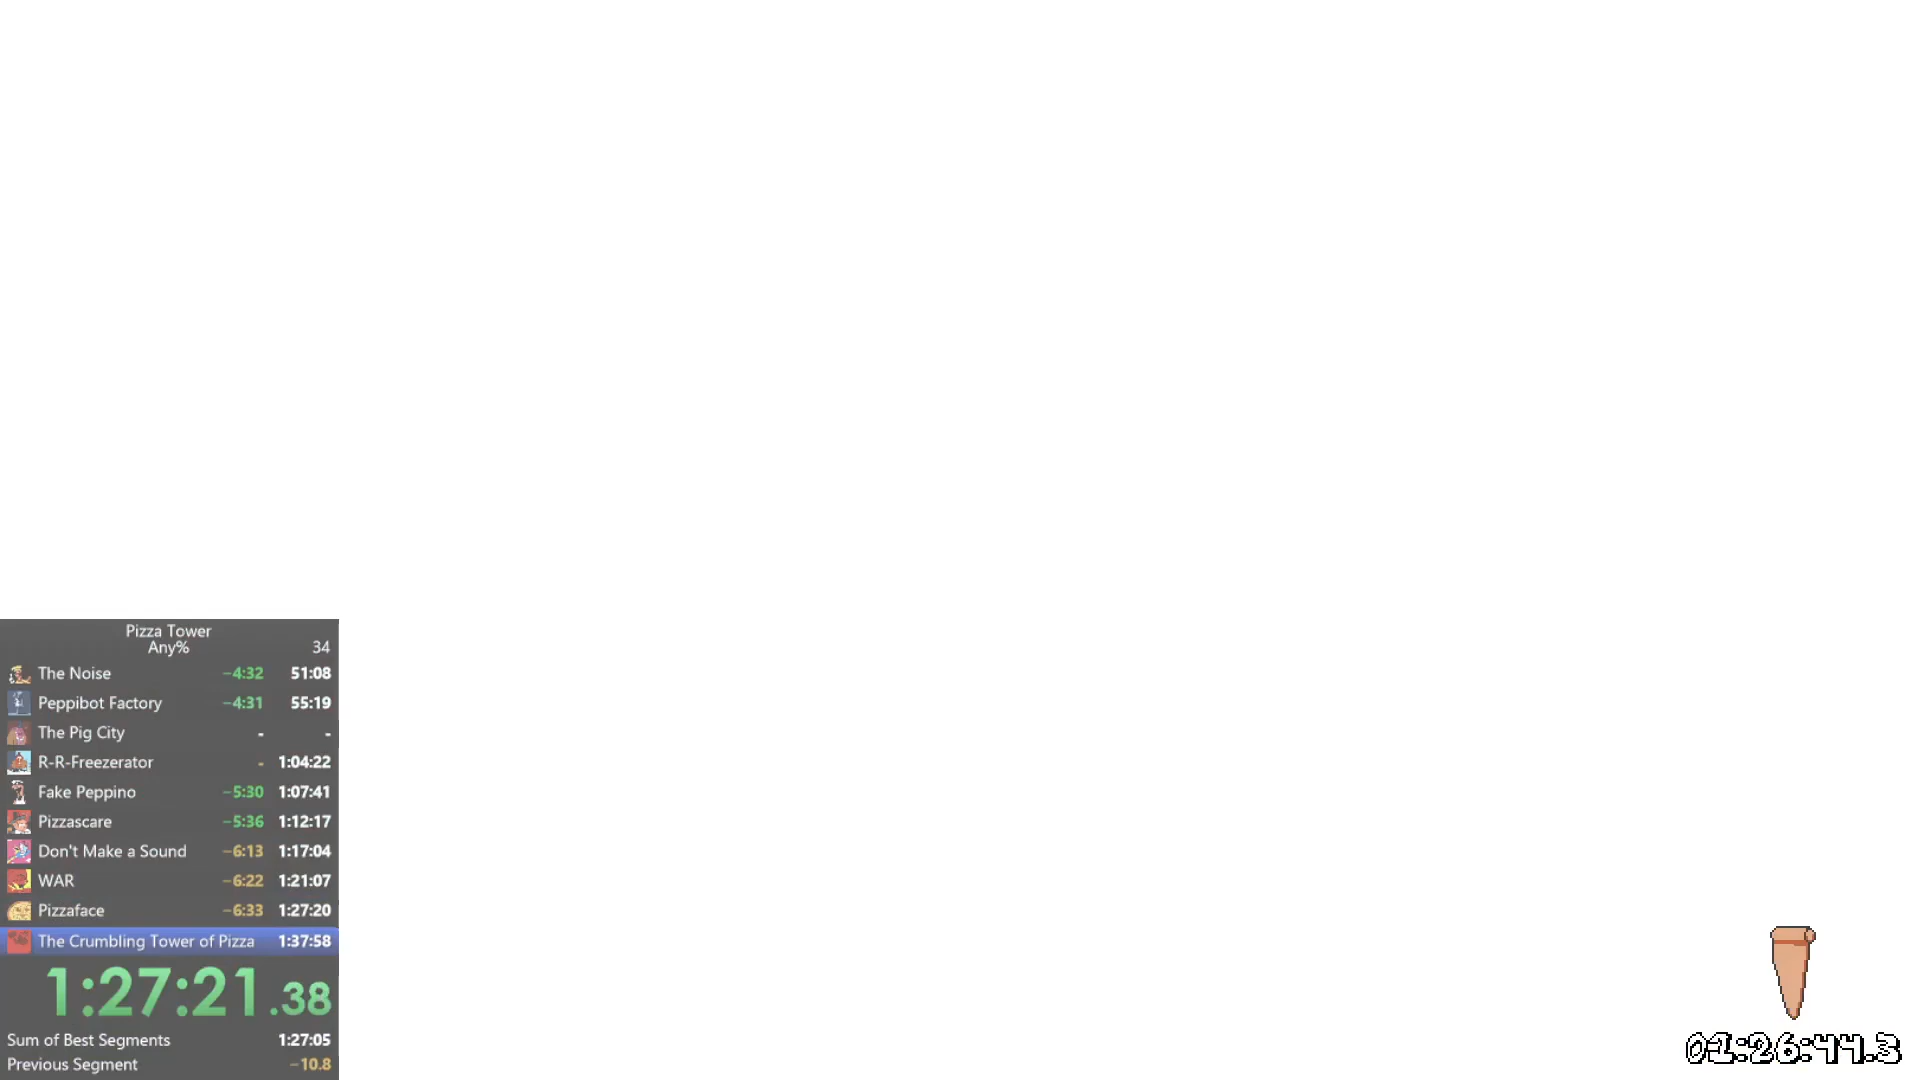 Pizza Tower
Any% 34
The Noise −4:32 51:08
Peppibot Factory −4:31 55:19
The Pig City - -
R-R-Freezerator - 1:04:22
Fake Peppino −5:30 1:07:41
Pizzascare −5:36 1:12:17
Don't Make a Sound −6:13 1:17:04
WAR −6:22 1:21:07
Pizzaface −6:33 1:27:20
The Crumbling Tower of Pizza 1:37:58
1:27:21.38
Sum of Best Segments 1:27:05
Previous Segment −10.8
01:26:44.3